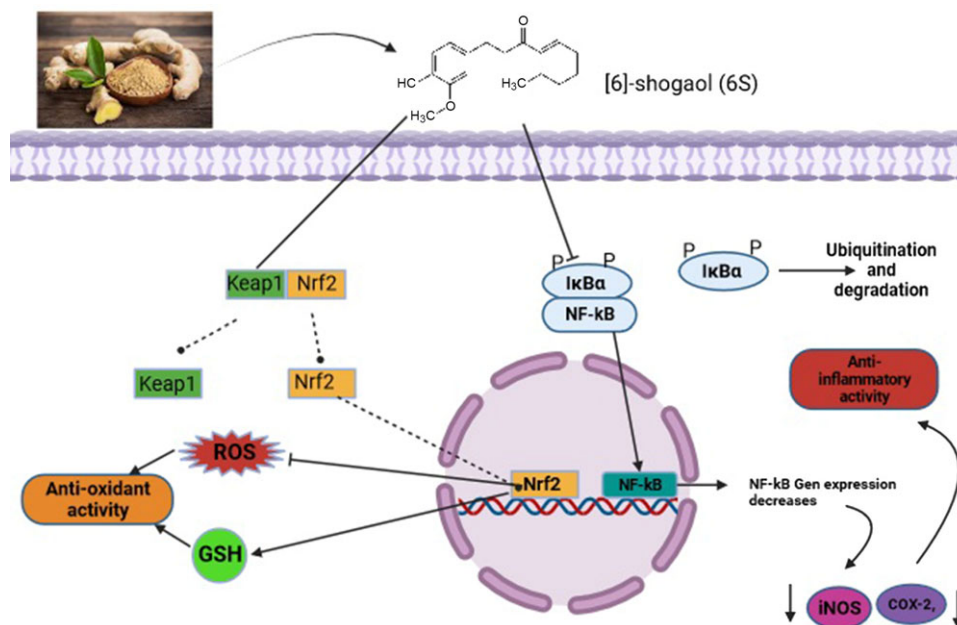 O
HC
O
H₃C
H₃C
[6]-shogaol (6S)
Keap1
Nrf2
Keap1
Nrf2
P
P
IκBα
NF-kB
P
P
IκBα
Ubiquitination
and
degradation
Anti-
inflammatory
activity
ROS
Anti-oxidant
activity
GSH
Nrf2
NF-kB
NF-kB Gen expression
decreases
iNOS
COX-2,